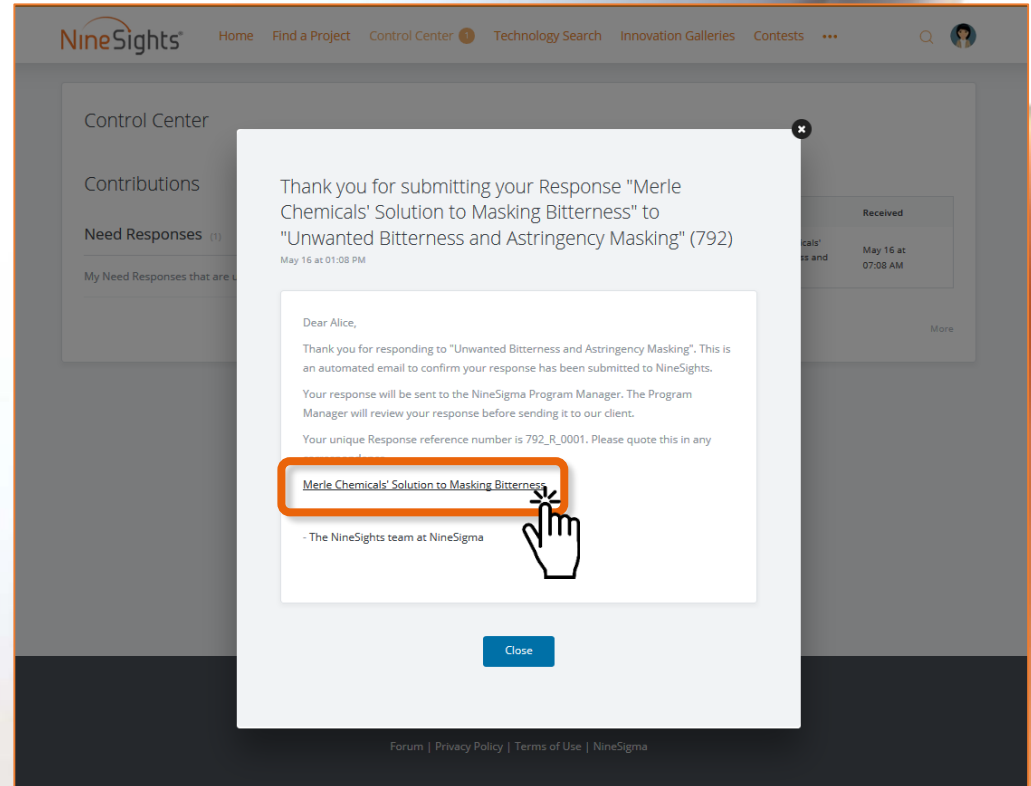 NineSights®
Home Find a Project Control Center 1 Technology Search Innovation Galleries Contests •••
Control Center
Contributions
Need Responses (1)
My Need Responses that are
Received
ss and
May 16 at
07:08 AM
More
Thank you for submitting your Response "Merle
Chemicals' Solution to Masking Bitterness" to
"Unwanted Bitterness and Astringency Masking" (792)
May 16 at 01:08 PM
Dear Alice,
Thank you for responding to "Unwanted Bitterness and Astringency Masking". This is
an automated email to confirm your response has been submitted to NineSights.
Your response will be sent to the NineSigma Program Manager. The Program
Manager will review your response before sending it to our client.
Your unique Response reference number is 792_R_0001. Please quote this in any
Merle Chemicals' Solution to Masking Bitterness
- The NineSights team at NineSigma
Close
Forum | Privacy Policy | Terms of Use | NineSigma